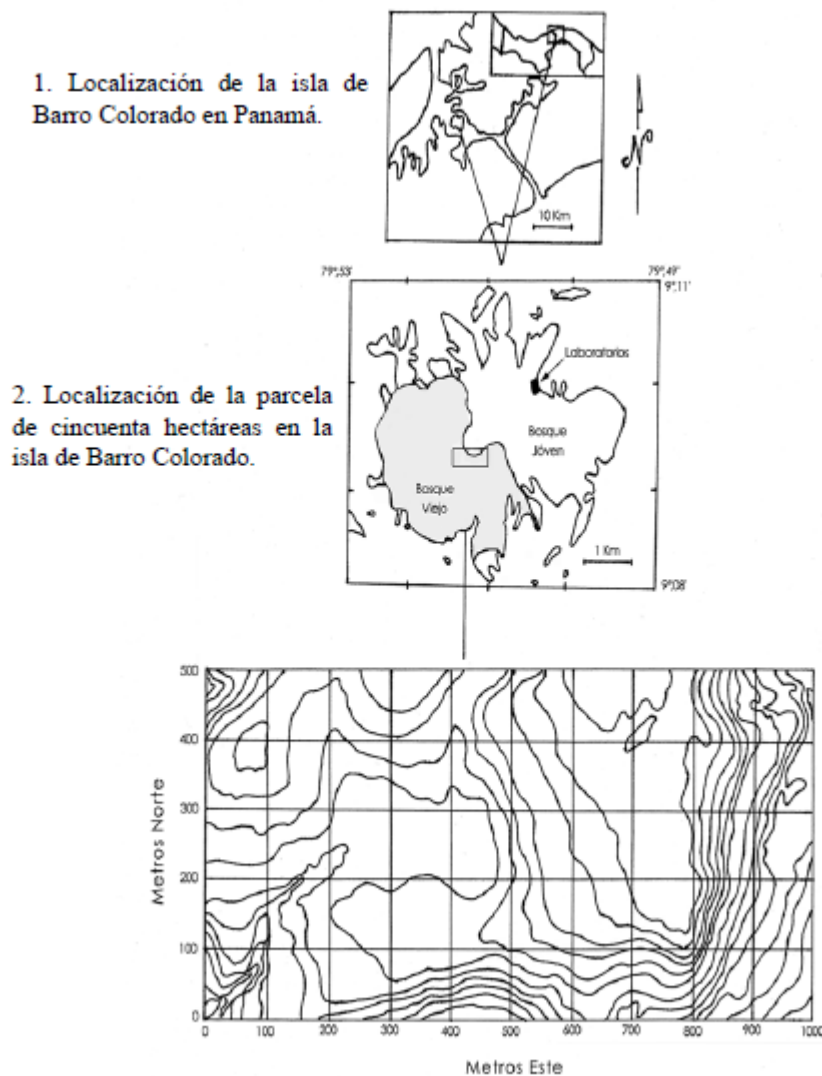 1. Localización de la isla de
Barro Colorado en Panamá.
N
10 Km
79°,53'
79°,49'
9°,11'
Laboratorios
2. Localización de la parcela
de cincuenta hectáreas en la
isla de Barro Colorado.
Bosque
Jóven
Bosque
Viejo
1 Km
9°,08'
500
400
300
200
100
0
Metros Norte
0 100 200 300 400 500 600 700 800 900 1000
Metros Este